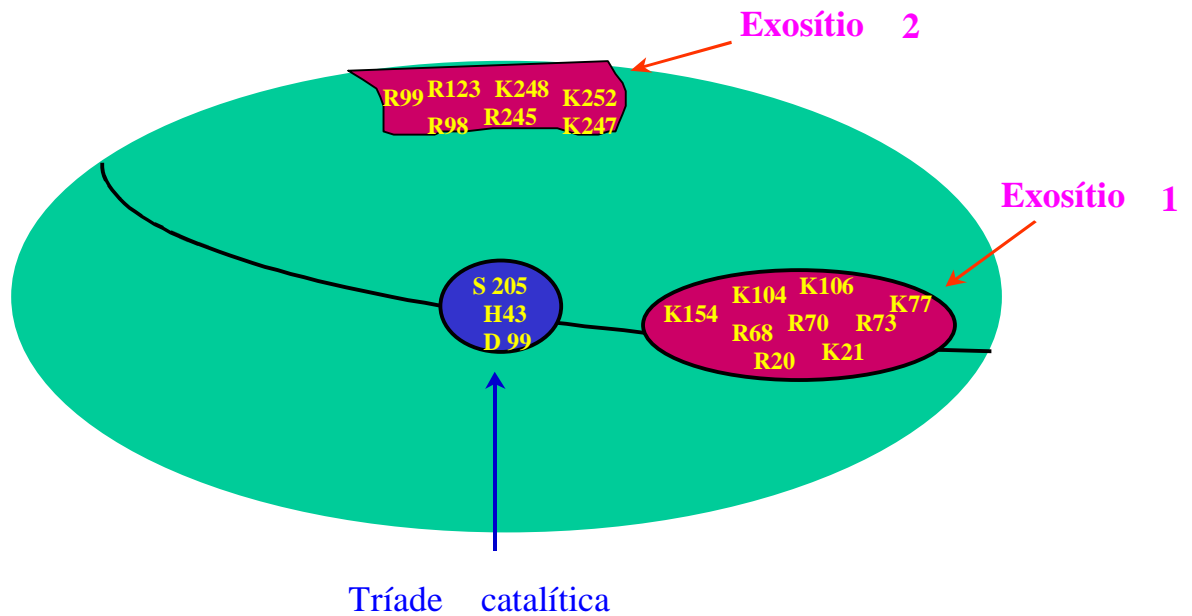 Exosítio 2
R99 R123 K248 K252
R98 R245 K247
Exosítio 1
S 205
H43
D 99
K154 K104 K106 K77
R68 R70 R73
R20 K21
Tríade catalítica